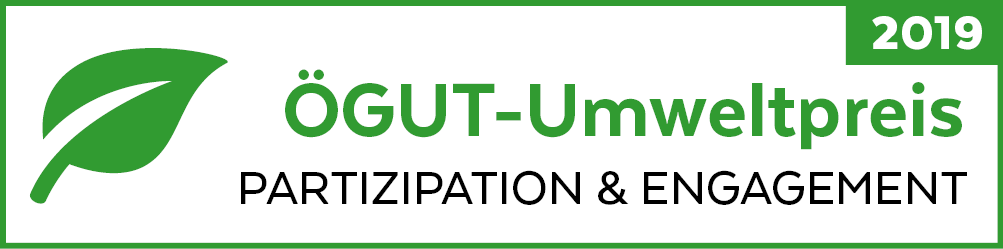 2019
ÖGUT-Umweltpreis
PARTIZIPATION & ENGAGEMENT